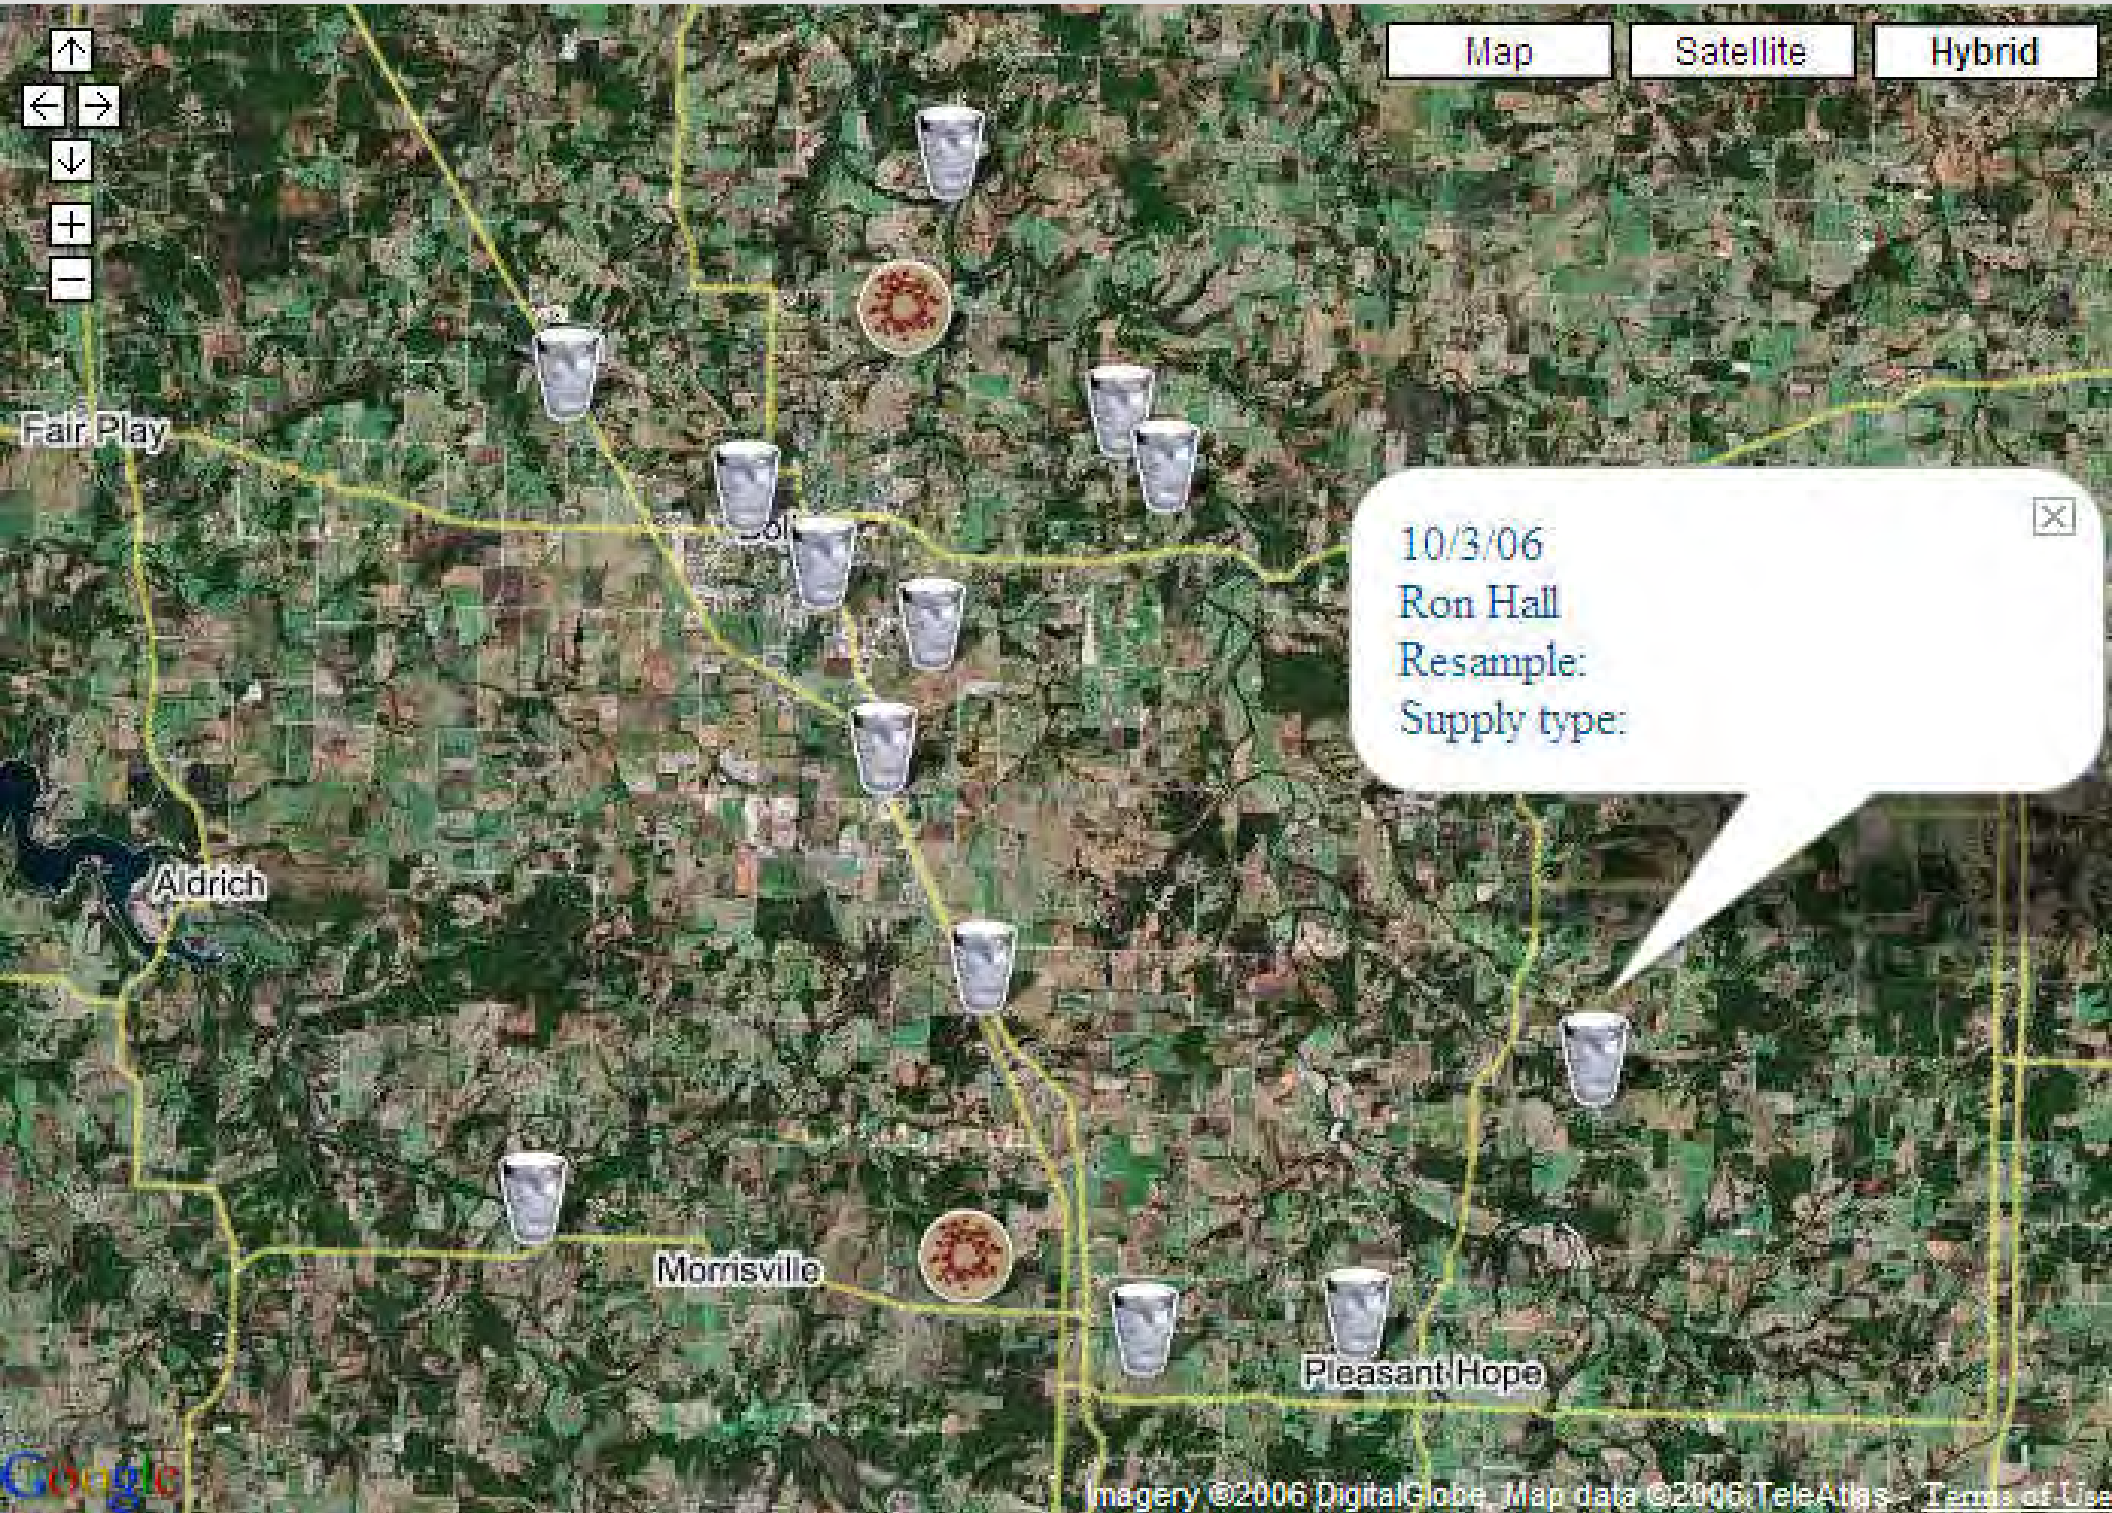 Map
Satellite
Hybrid
Fair Play
10/3/06
Ron Hall
Resample:
Supply type:
Aldrich
Morrisville
Pleasant Hope
Google
Imagery ©2006 DigitalGlobe, Map data ©2006 TeleAtlas - Terms of Use